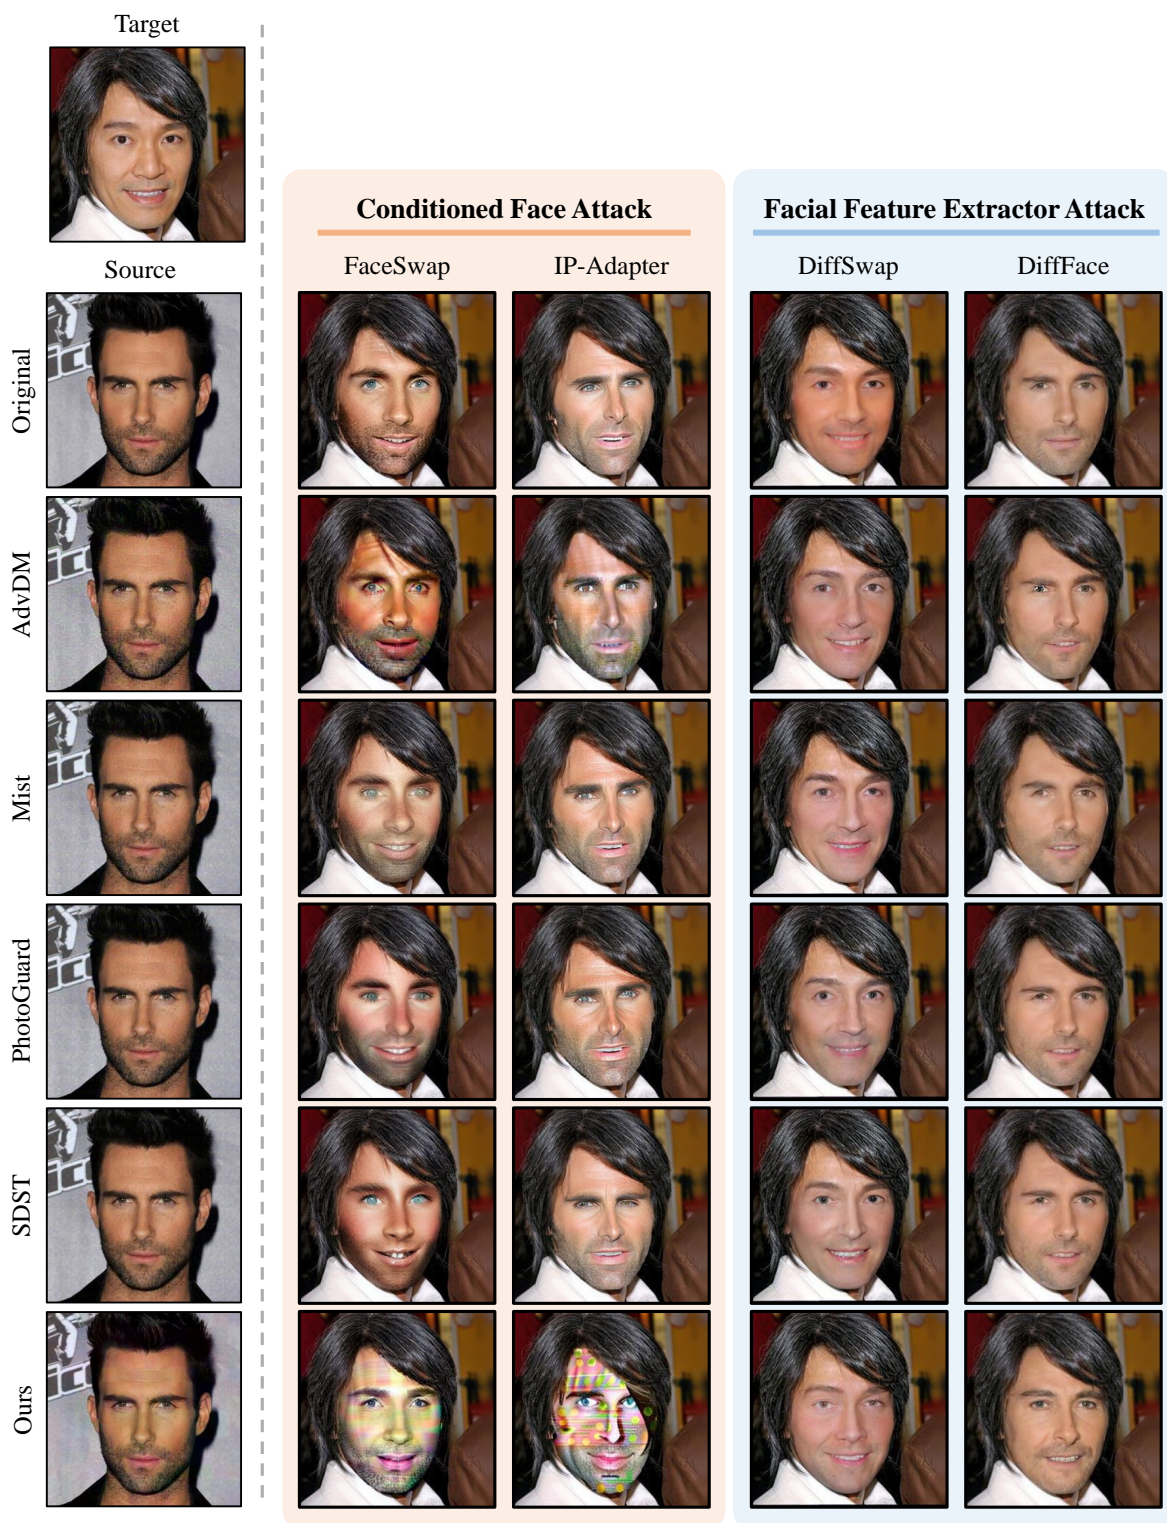 Target
Conditioned Face Attack
Facial Feature Extractor Attack
Source
FaceSwap
IP-Adapter
DiffSwap
DiffFace
Original
AdvDM
Mist
PhotoGuard
SDST
Ours